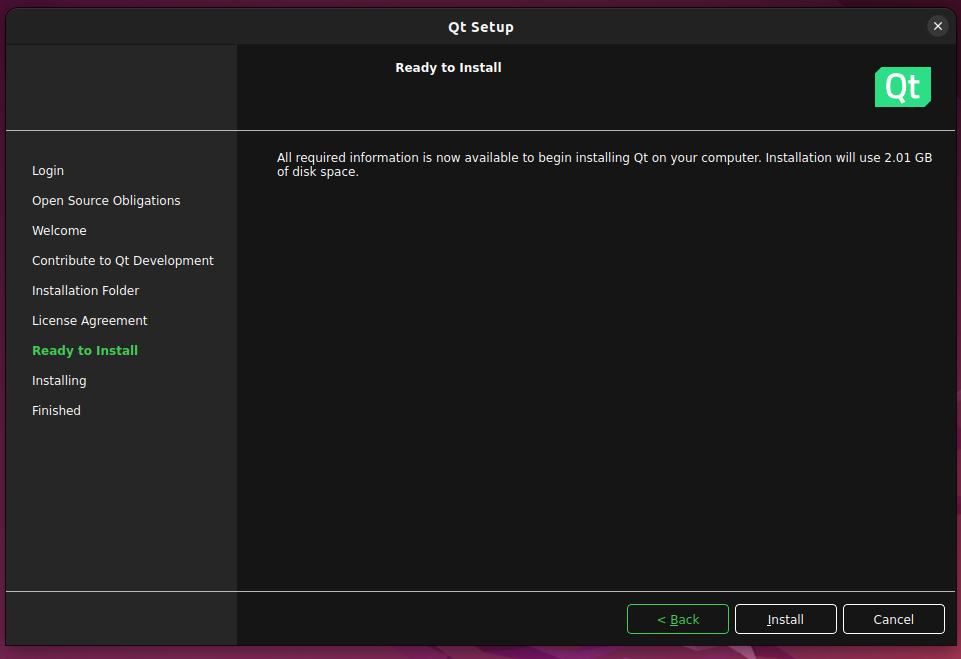 Qt Setup
Ready to Install
Qt
All required information is now available to begin installing Qt on your computer. Installation will use 2.01 GB
of disk space.
Login
Open Source Obligations
Welcome
Contribute to Qt Development
Installation Folder
License Agreement
Ready to Install
Installing
Finished
< Back
Install
Cancel